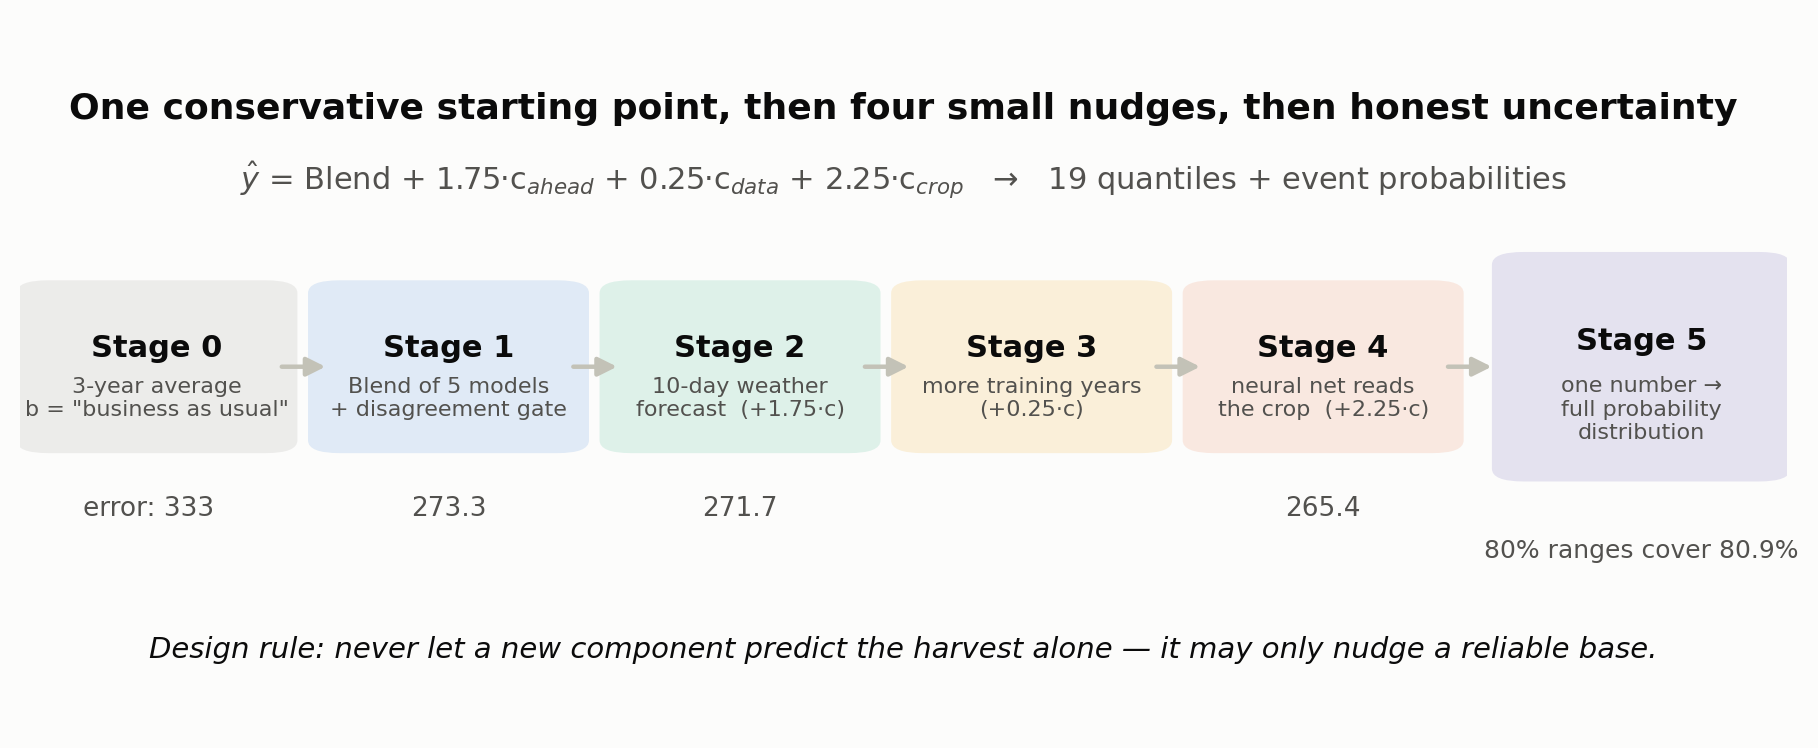 One conservative starting point, then four small nudges, then honest uncertainty
ŷ = Blend + 1.75·c_ahead + 0.25·c_data + 2.25·c_crop → 19 quantiles + event probabilities
Stage 0
3-year average
b = "business as usual"
error: 333
Stage 1
Blend of 5 models
+ disagreement gate
273.3
Stage 2
10-day weather
forecast (+1.75·c)
271.7
Stage 3
more training years
(+0.25·c)
Stage 4
neural net reads
the crop (+2.25·c)
265.4
Stage 5
one number →
full probability
distribution
80% ranges cover 80.9%
Design rule: never let a new component predict the harvest alone — it may only nudge a reliable base.